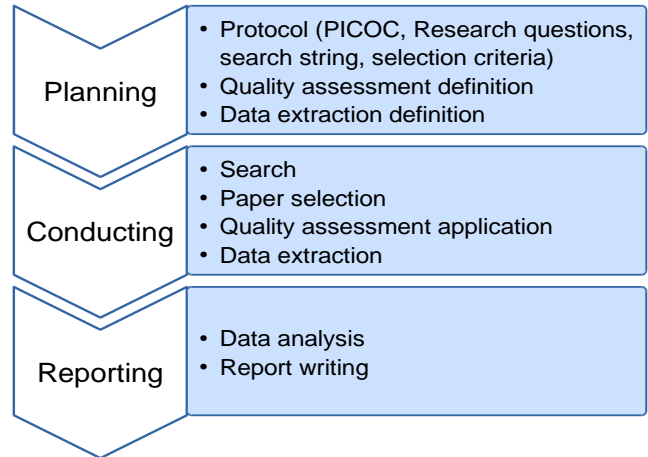 Planning
• Protocol (PICOC, Research questions,
search string, selection criteria)
• Quality assessment definition
• Data extraction definition
Conducting
• Search
• Paper selection
• Quality assessment application
• Data extraction
Reporting
• Data analysis
• Report writing